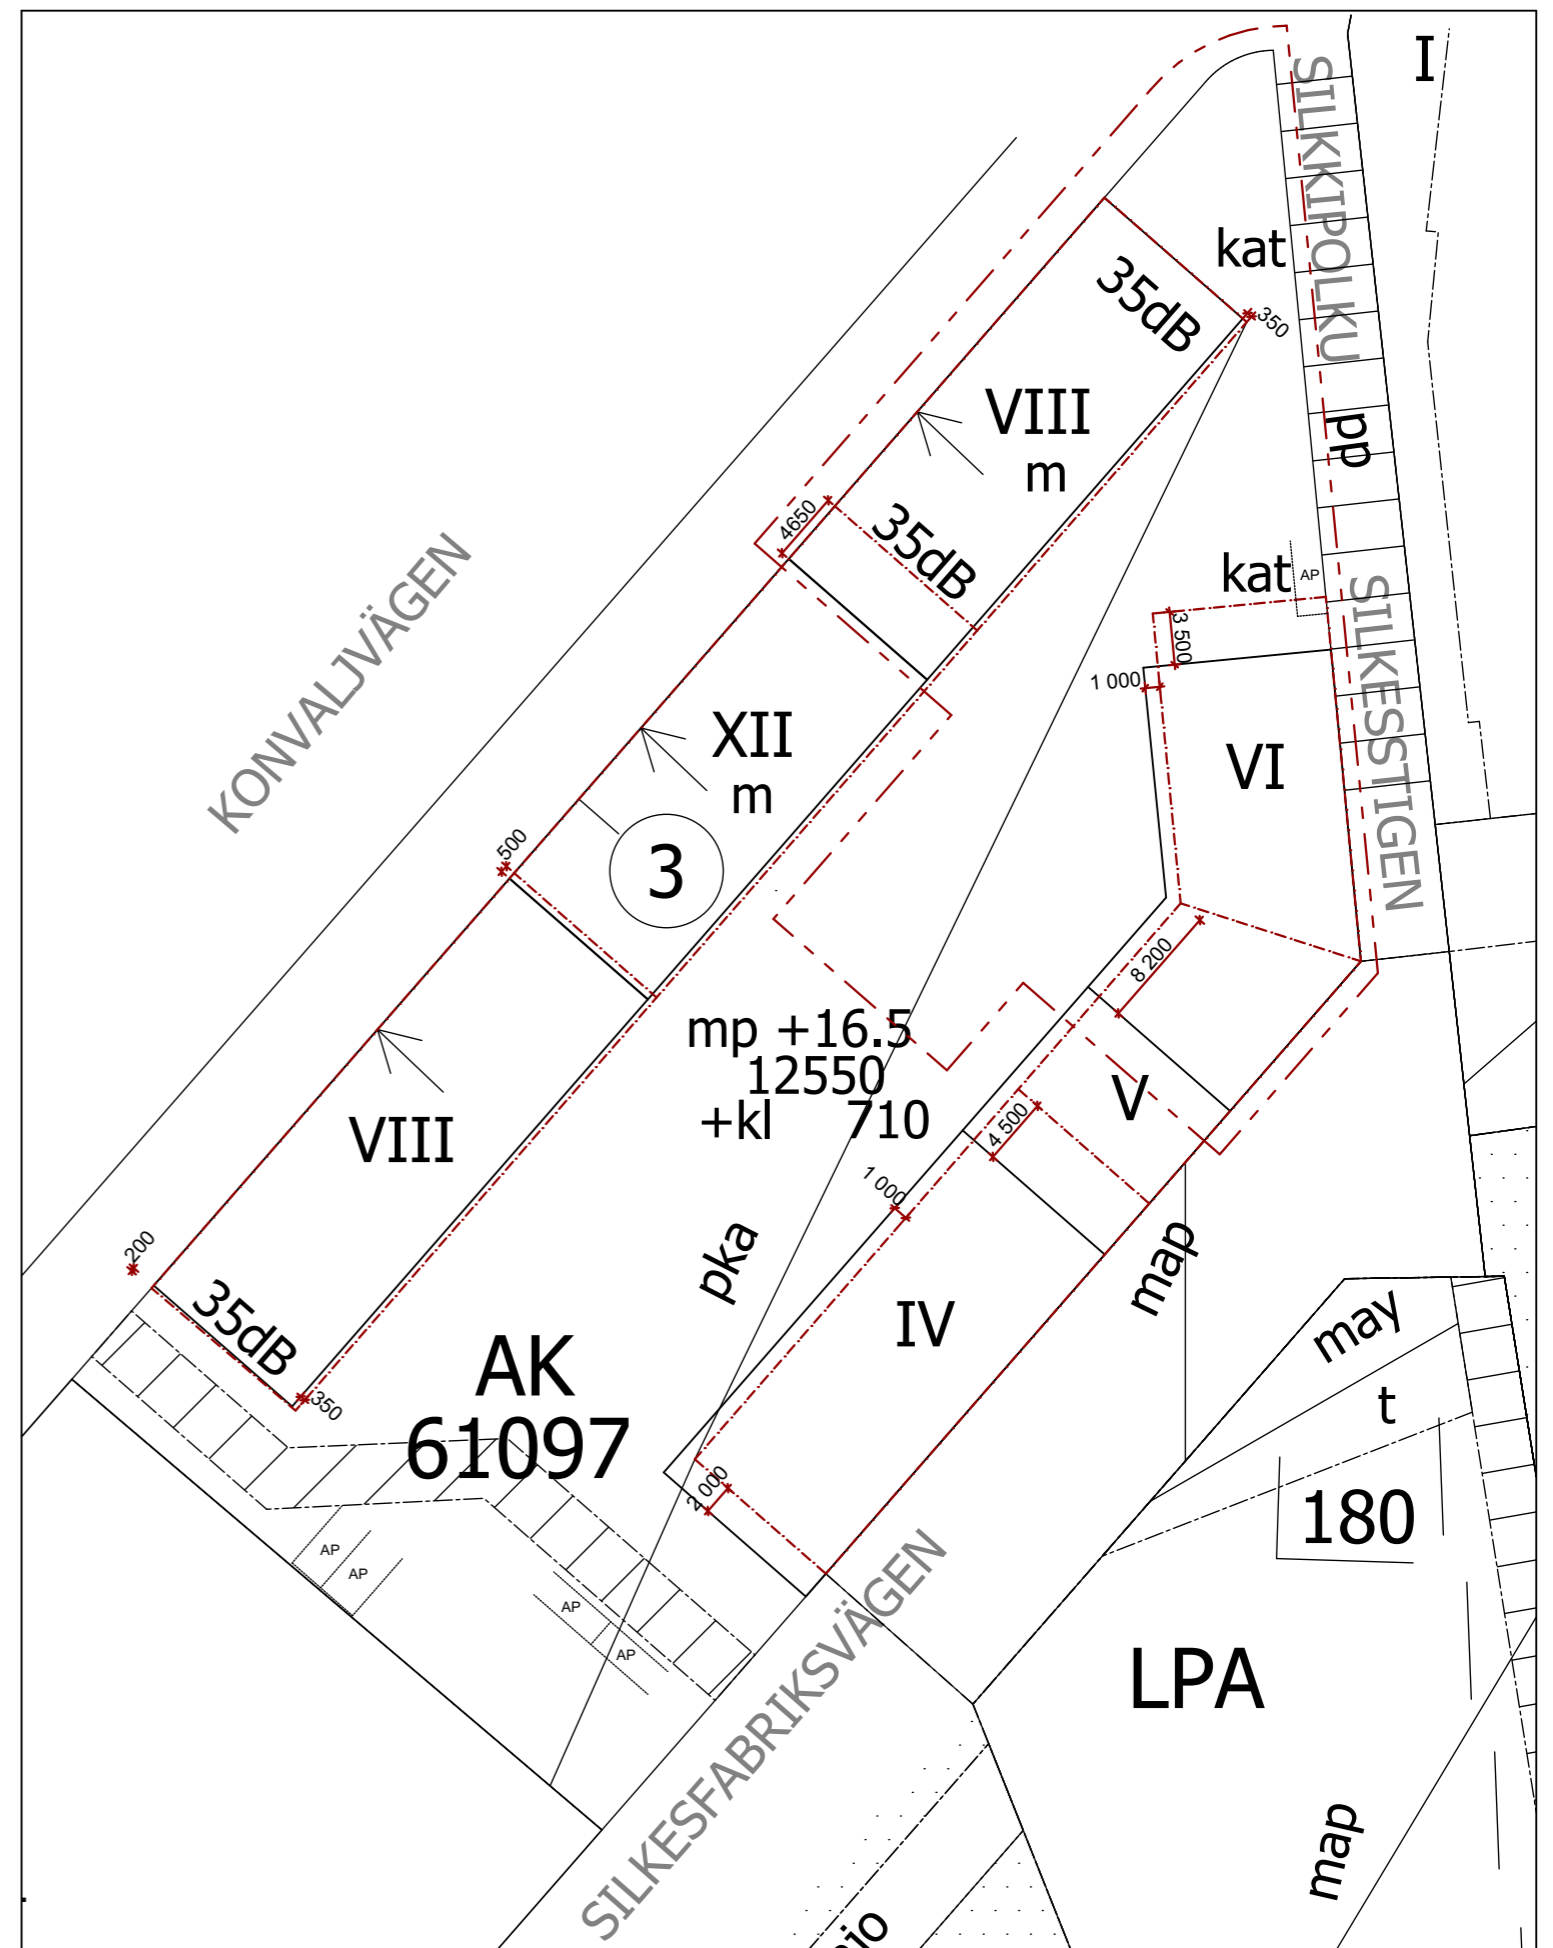 I
SILKKIPOLKU
kat
35dB
350
VIII
m
pp
4650
35dB
kat
AP
SILKESSTIGEN
3 500
1 000
KONVALJVÄGEN
XII
m
VI
500
3
8 200
mp +16.5
12550
+kl 710
V
4 500
VIII
1 000
200
pka
map
35dB
IV
may
350
AK
61097
t
2 000
180
AP
AP
AP
AP
SILKESFABRIKSVÄGEN
LPA
map